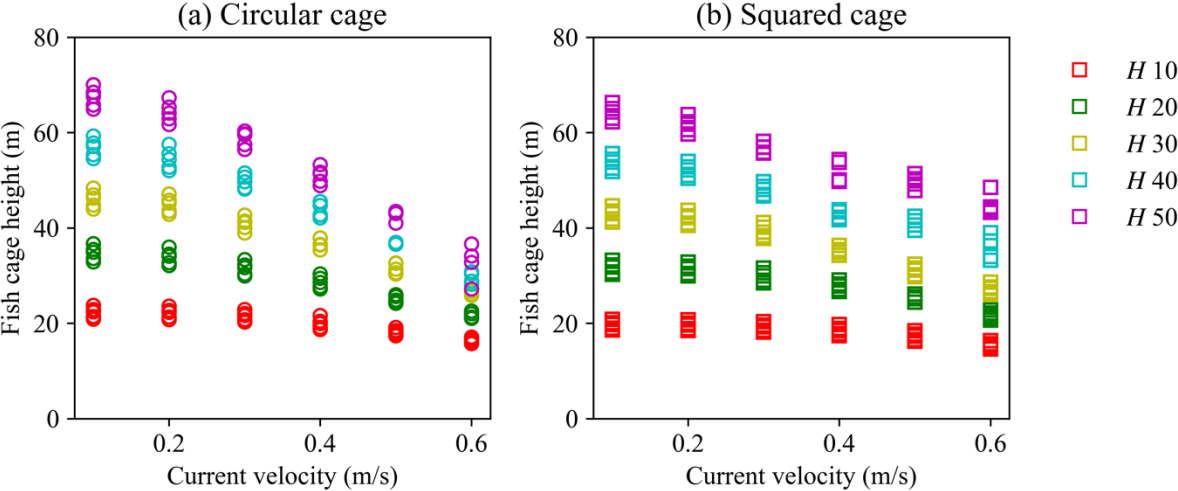 (a) Circular cage
Fish cage height (m)
80
60
40
20
0
0.2
0.4
0.6
Current velocity (m/s)
(b) Squared cage
Fish cage height (m)
80
60
40
20
0
0.2
0.4
0.6
Current velocity (m/s)
H 10
H 20
H 30
H 40
H 50